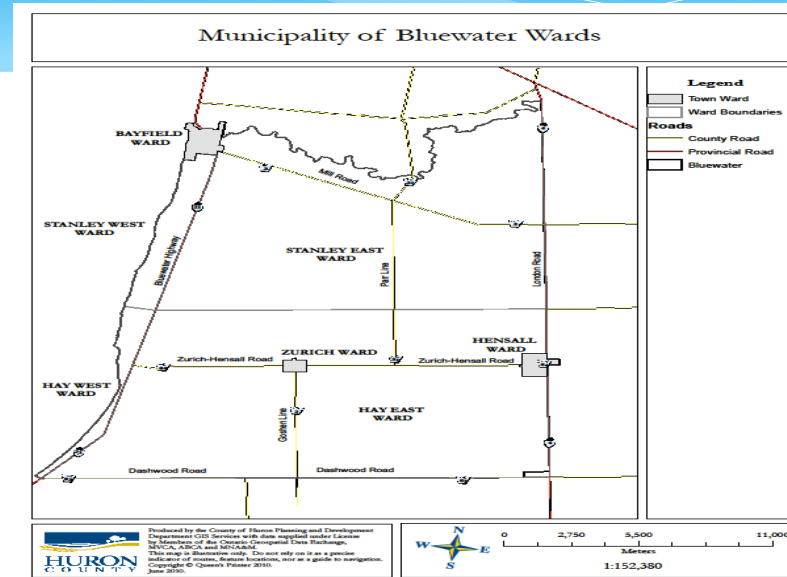 Municipality of Bluewater Wards
Legend
Town Ward
Ward Boundaries
Roads
County Road
Provincial Road
Bluewater
BAYFIELD
WARD
Mill Road
STANLEY WEST
WARD
Bluewater Highway
STANLEY EAST
WARD
Parr Line
London Road
Zurich-Hensall Road
ZURICH WARD
HENSALL
WARD
Zurich-Hensall Road
HAY WEST
WARD
Goshen Line
HAY EAST
WARD
Dashwood Road
Dashwood Road
HURON
COUNTY
Produced by the County of Huron Planning and Development
Department GIS Services with data supplied under License
by Members of the Ontario Geospatial Data Exchange,
MVCA, ABCA and MNA&M.
This map is illustrative only. Do not rely on it as a precise
indicator of routes, feature locations, nor as a guide to navigation.
Copyright © Queen's Printer 2010.
June 2010.
N
W E
S
0 2,750 5,500 11,000
Meters
1:152,380